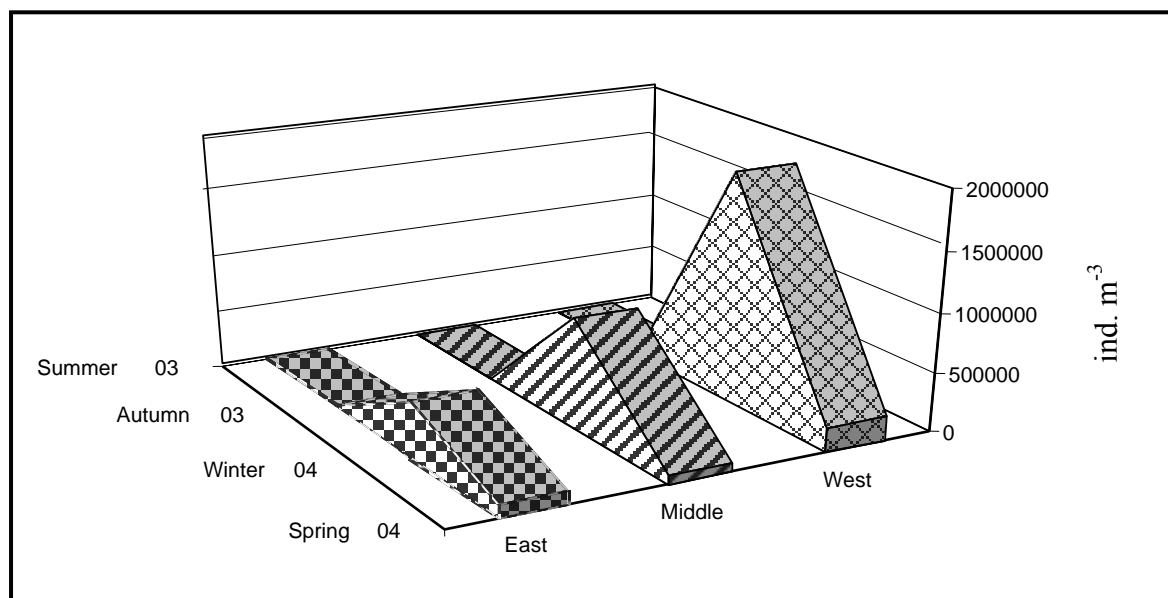 2000000
1500000
1000000
500000
0
ind. m⁻³
Summer 03
Autumn 03
Winter 04
Spring 04
East
Middle
West